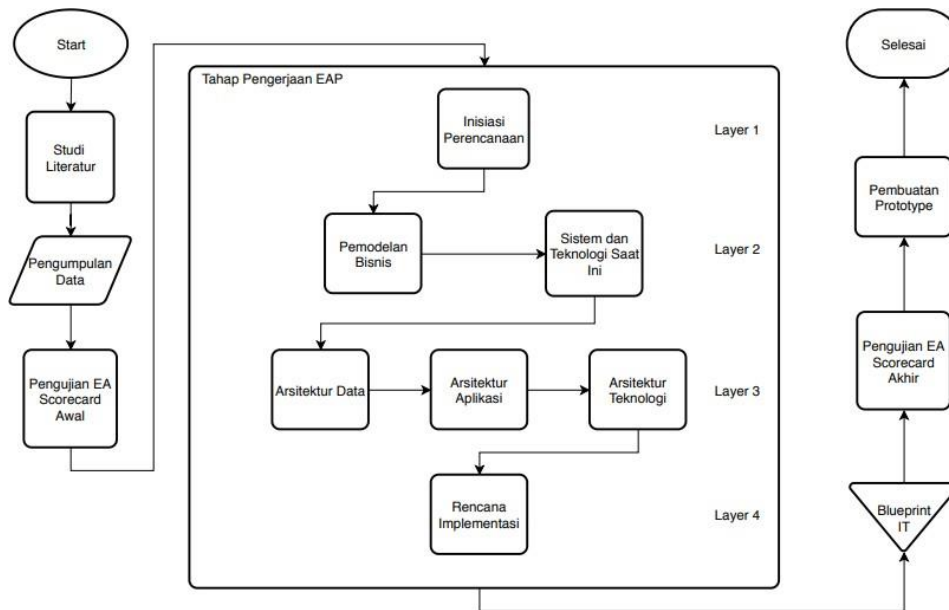 Start
Studi
Literatur
Pengumpulan
Data
Pengujian EA
Scorecard
Awal
Tahap Pengerjaan EAP
Inisiasi
Perencanaan
Layer 1
Pemodelan
Bisnis
Sistem dan
Teknologi Saat
Ini
Layer 2
Arsitektur Data
Arsitektur
Aplikasi
Arsitektur
Teknologi
Layer 3
Rencana
Implementasi
Layer 4
Blueprint
IT
Pengujian EA
Scorecard
Akhir
Pembuatan
Prototype
Selesai